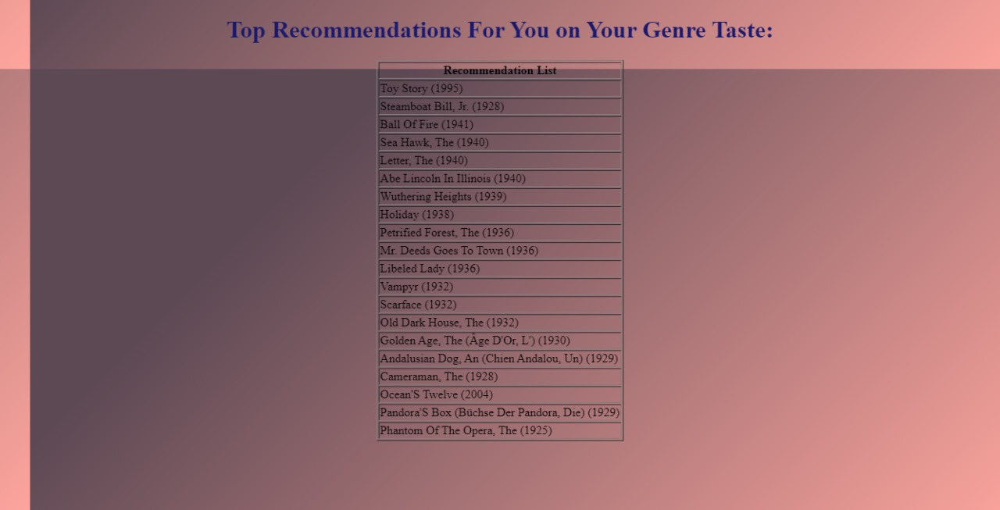 Top Recommendations For You on Your Genre Taste:
Recommendation List
Toy Story (1995)
Steamboat Bill, Jr. (1928)
Ball Of Fire (1941)
Sea Hawk, The (1940)
Letter, The (1940)
Abe Lincoln In Illinois (1940)
Wuthering Heights (1939)
Holiday (1938)
Petrified Forest, The (1936)
Mr. Deeds Goes To Town (1936)
Libeled Lady (1936)
Vampyr (1932)
Scarface (1932)
Old Dark House, The (1932)
Golden Age, The (Âge D'Or, L') (1930)
Andalusian Dog, An (Chien Andalou, Un) (1929)
Cameraman, The (1928)
Ocean'S Twelve (2004)
Pandora'S Box (Büchse Der Pandora, Die) (1929)
Phantom Of The Opera, The (1925)